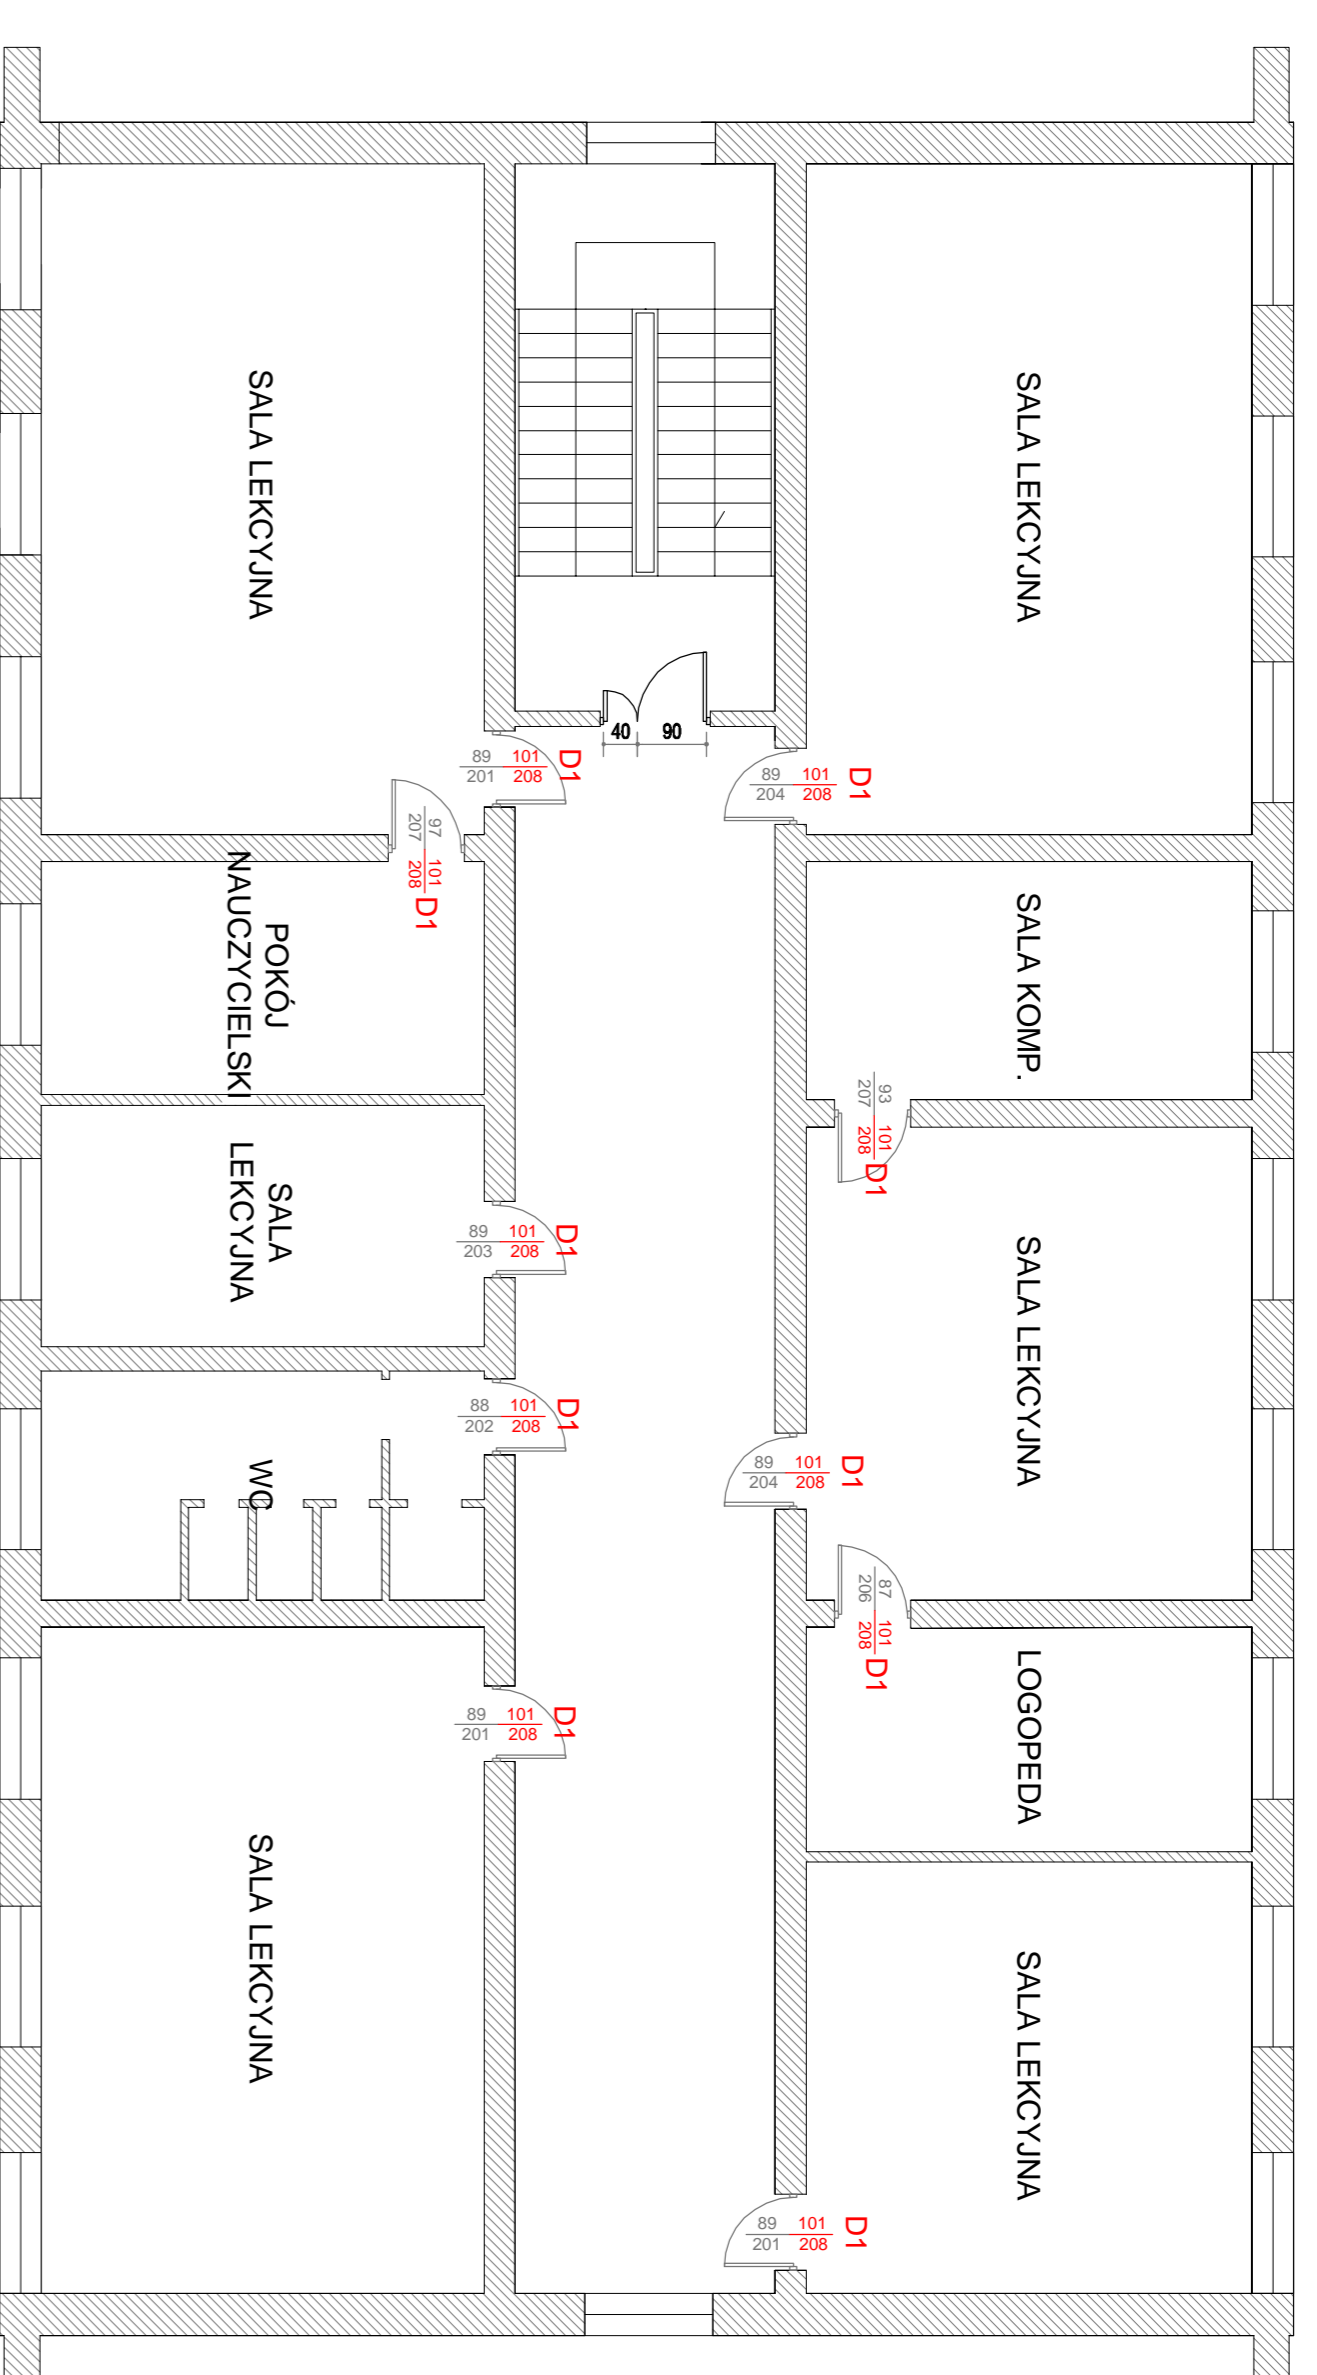 SALA LEKCYJNA
SALA LEKCYJNA
40
90
89
201
101
208
D1
89
204
101
208
D1
97
207
101
208
D1
POKÓJ
NAUCZYCIELSKI
SALA KOMP.
93
207
101
208
D1
SALA
LEKCYJNA
89
203
101
208
D1
SALA LEKCYJNA
88
202
101
208
D1
WC
89
204
101
208
D1
87
206
101
208
D1
LOGOPEDA
89
201
101
208
D1
SALA LEKCYJNA
SALA LEKCYJNA
89
201
101
208
D1